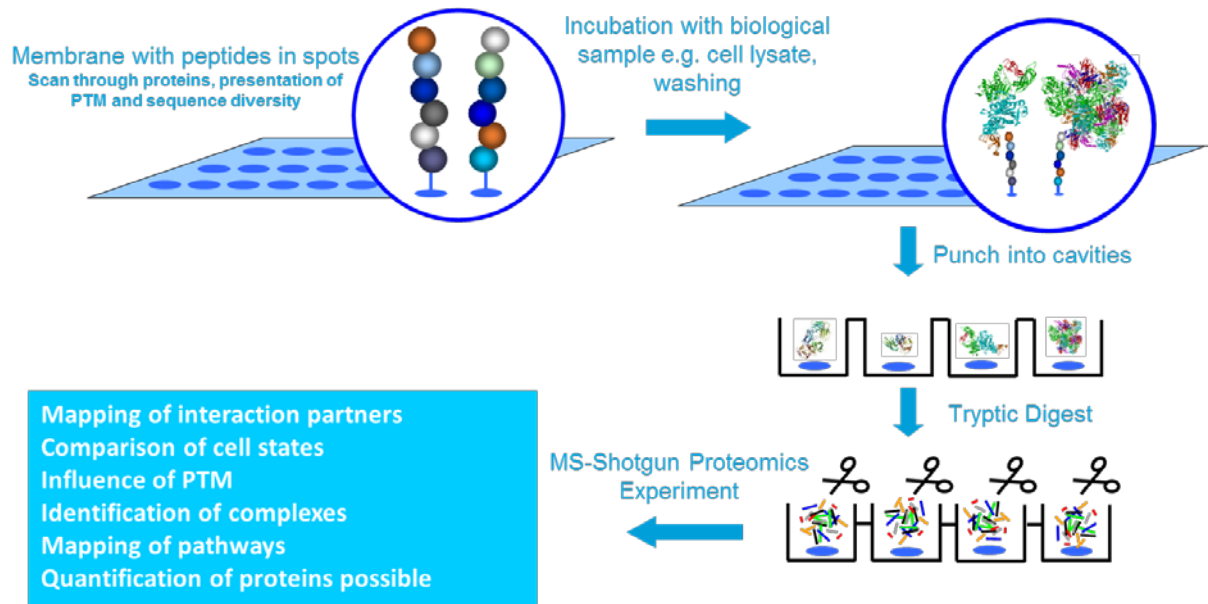 Membrane with peptides in spots
Scan through proteins, presentation of
PTM and sequence diversity
Incubation with biological
sample e.g. cell lysate,
washing
Punch into cavities
Tryptic Digest
MS-Shotgun Proteomics
Experiment
Mapping of interaction partners
Comparison of cell states
Influence of PTM
Identification of complexes
Mapping of pathways
Quantification of proteins possible